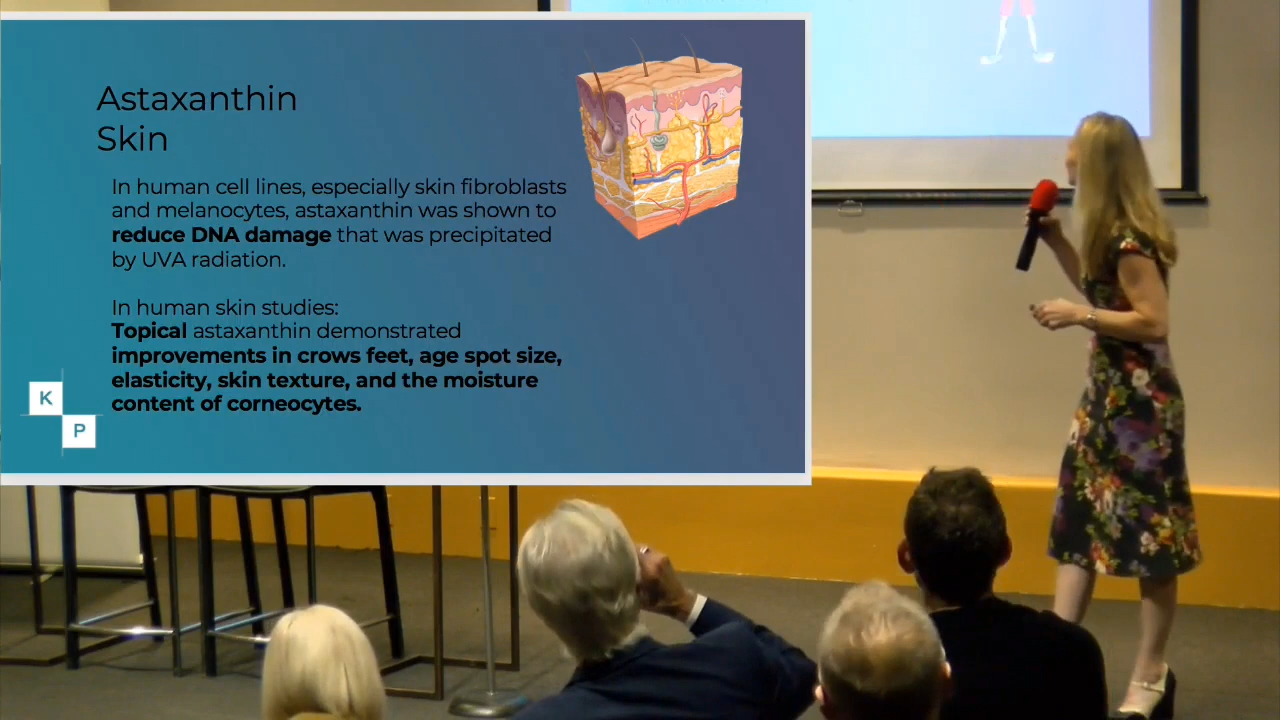 Astaxanthin
Skin
In human cell lines, especially skin fibroblasts
and melanocytes, astaxanthin was shown to
reduce DNA damage that was precipitated
by UVA radiation.
In human skin studies:
Topical astaxanthin demonstrated
improvements in crows feet, age spot size,
elasticity, skin texture, and the moisture
content of corneocytes.
K
P